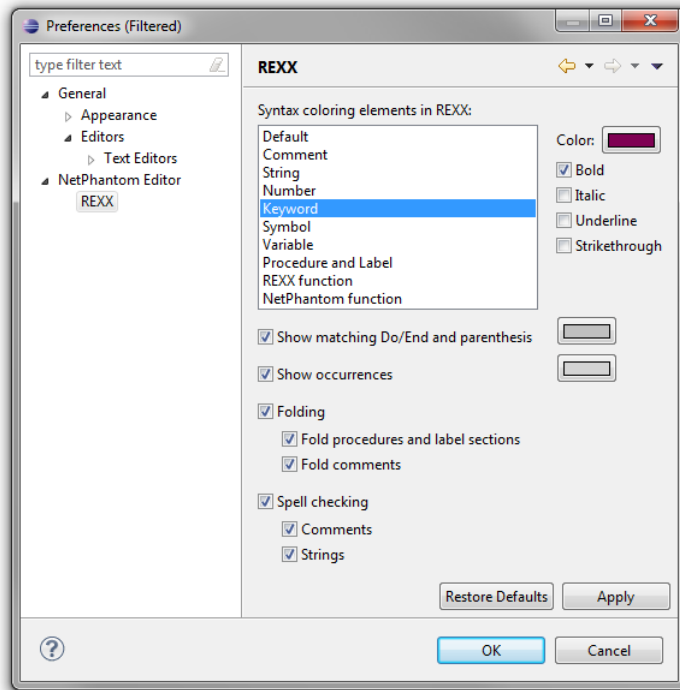 Preferences (Filtered)
type filter text
General
Appearance
Editors
Text Editors
NetPhantom Editor
REXX
REXX
Syntax coloring elements in REXX:
Default
Comment
String
Number
Keyword
Symbol
Variable
Procedure and Label
REXX function
NetPhantom function
Color:
Bold
Italic
Underline
Strikethrough
Show matching Do/End and parenthesis
Show occurrences
Folding
Fold procedures and label sections
Fold comments
Spell checking
Comments
Strings
Restore Defaults
Apply
?
OK
Cancel